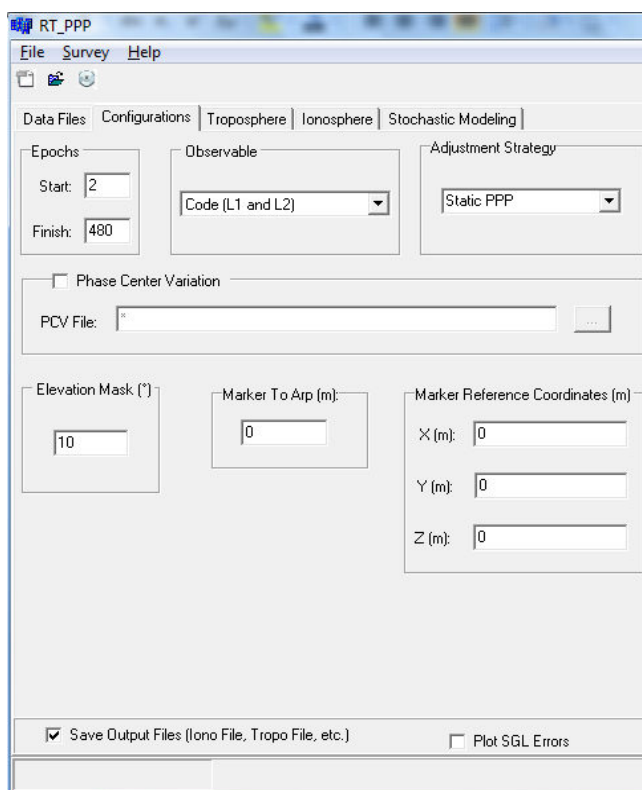 RT_PPP
File Survey Help
Data Files Configurations Troposphere Ionosphere Stochastic Modeling
Epochs Observable Adjustment Strategy
Start: 2
Code (L1 and L2) Static PPP
Finish: 480
Phase Center Variation
PCV File: * ...
Elevation Mask (°) Marker To Arp (m): Marker Reference Coordinates (m)
10 0 X (m): 0
Y (m): 0
Z (m): 0
Save Output Files (Iono File, Tropo File, etc.) Plot SGL Errors